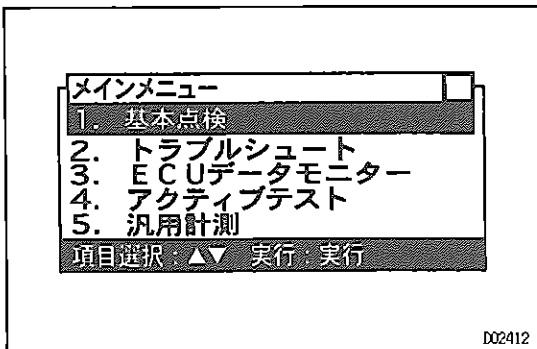 メインメニュー
1. 基本点検
2. トラブルシュート
3. ECUデータモニター
4. アクティブテスト
5. 汎用計測
項目選択:▲▼ 実行:実行
D02412